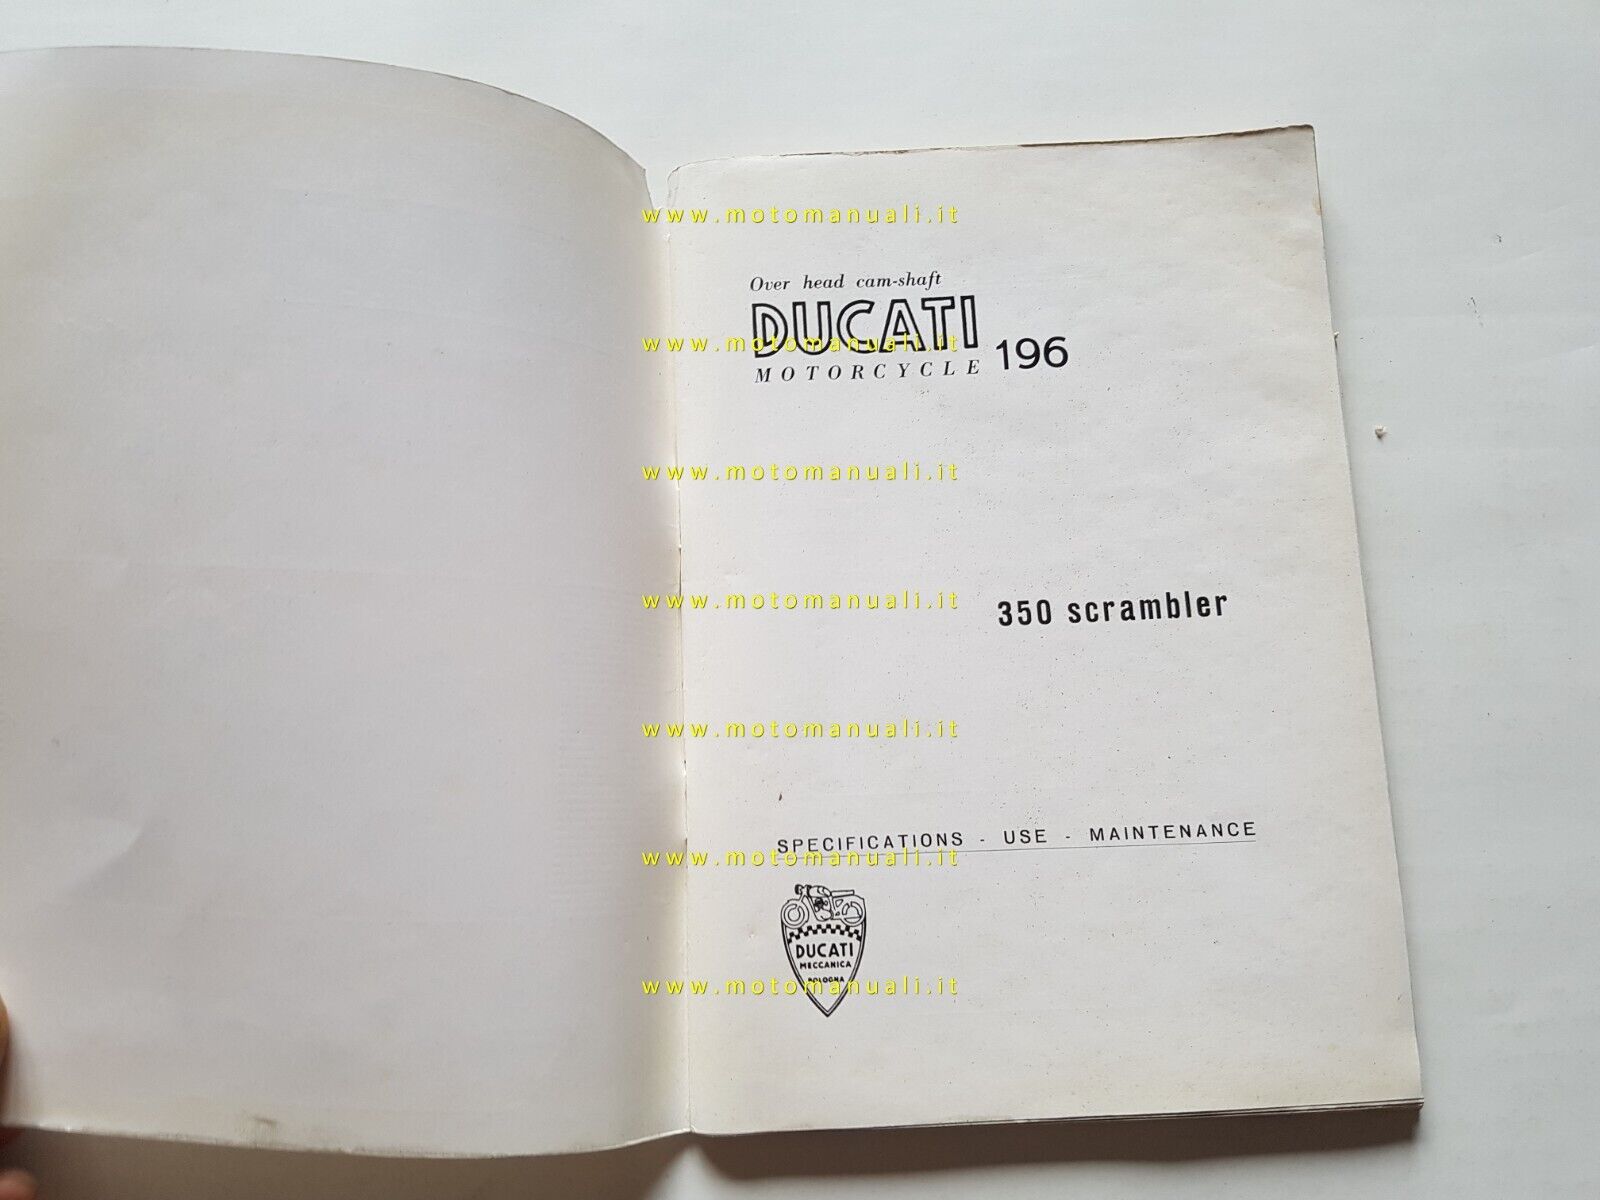 www.motomanuali.it
Over head cam-shaft
DUCATI
www.motomanuali.it
196
MOTORCYCLE
www.motomanuali.it
www.motomanuali.it
350 scrambler
www.motomanuali.it
SPECIFICATIONS - USE - MAINTENANCE
www.motomanuali.it
DUCATI
MECCANICA
BOLOGNA
www.motomanuali.it